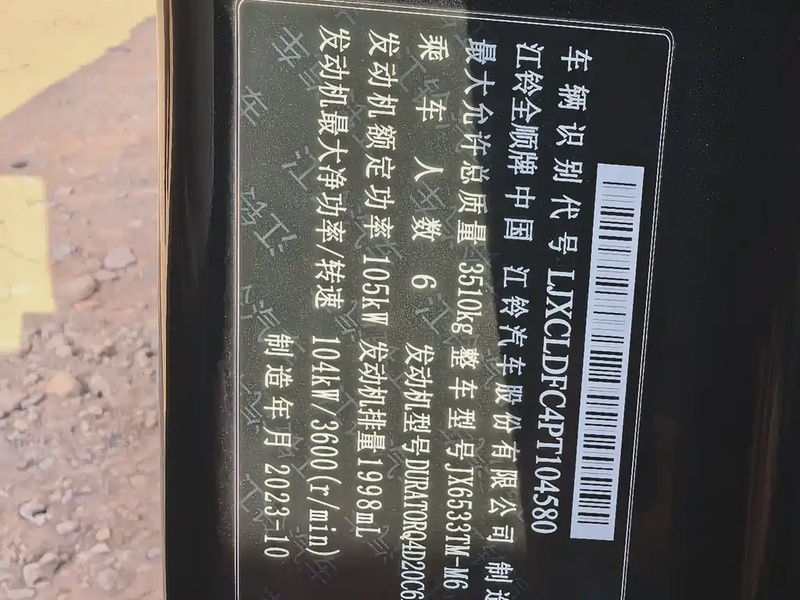 车辆识别代号 LJXCLDFC4PT104580
江铃全顺牌 中国 江铃汽车股份有限公司 制造
最大允许总质量 3510kg 整车型号 JX6533TM-M6
乘车人数 6 发动机型号 DURATORQ4D20C6
发动机额定功率 105kW 发动机排量 1998mL
发动机最大净功率/转速 104kW/3600(r/min)
制造年月 2023-10